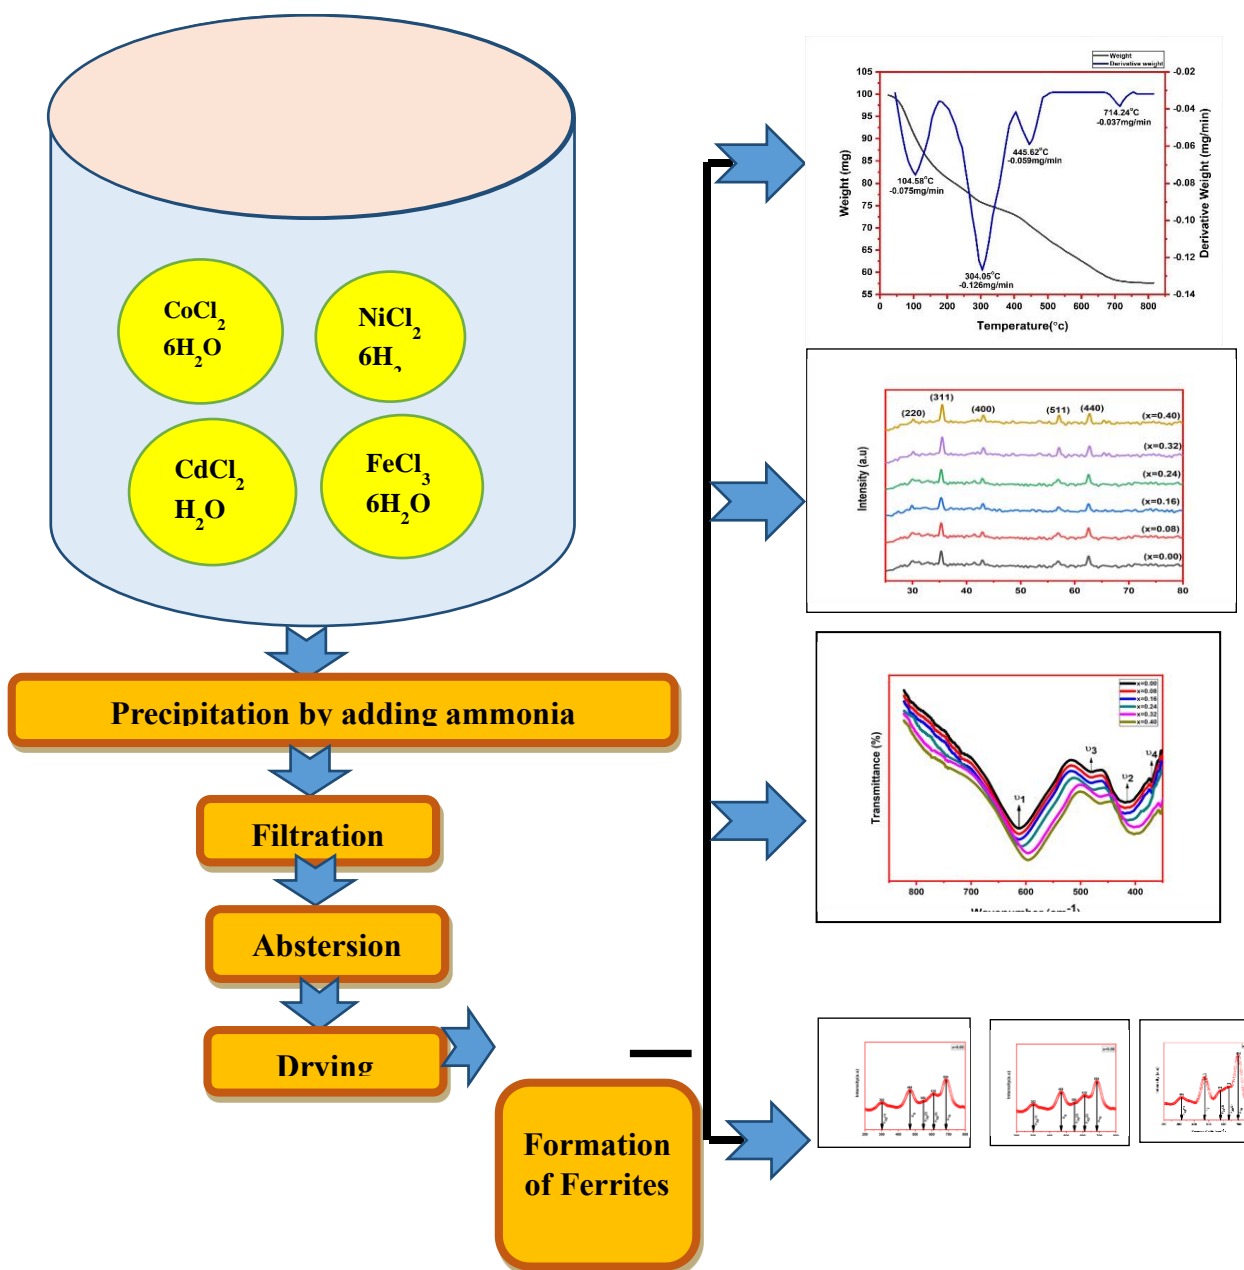 CoCl2
6H2O
NiCl2
6H2
CdCl2
H2O
FeCl3
6H2O
Precipitation by adding ammonia
Filtration
Abstersion
Drying
Formation
of Ferrites
Weight
Derivative weight
105
100
95
90
85
80
75
70
65
60
55
Weight (mg)
-0.02
-0.04
-0.06
-0.08
-0.10
-0.12
-0.14
Derivative Weight (mg/min)
104.58°C
-0.075mg/min
304.05°C
-0.126mg/min
445.62°C
-0.059mg/min
714.24°C
-0.037mg/min
0 100 200 300 400 500 600 700 800
Temperature(°c)
(220) (311) (400) (511) (440)
(x=0.40)
(x=0.32)
(x=0.24)
(x=0.16)
(x=0.08)
(x=0.00)
Intensity (a.u)
30 40 50 60 70 80
x=0.00
x=0.08
x=0.16
x=0.24
x=0.32
x=0.40
Transmittance (%)
υ1
υ3
υ2
υ4
800 700 600 500 400
Wavenumber (cm-1)
Intensity(a.u)
Intensity(a.u)